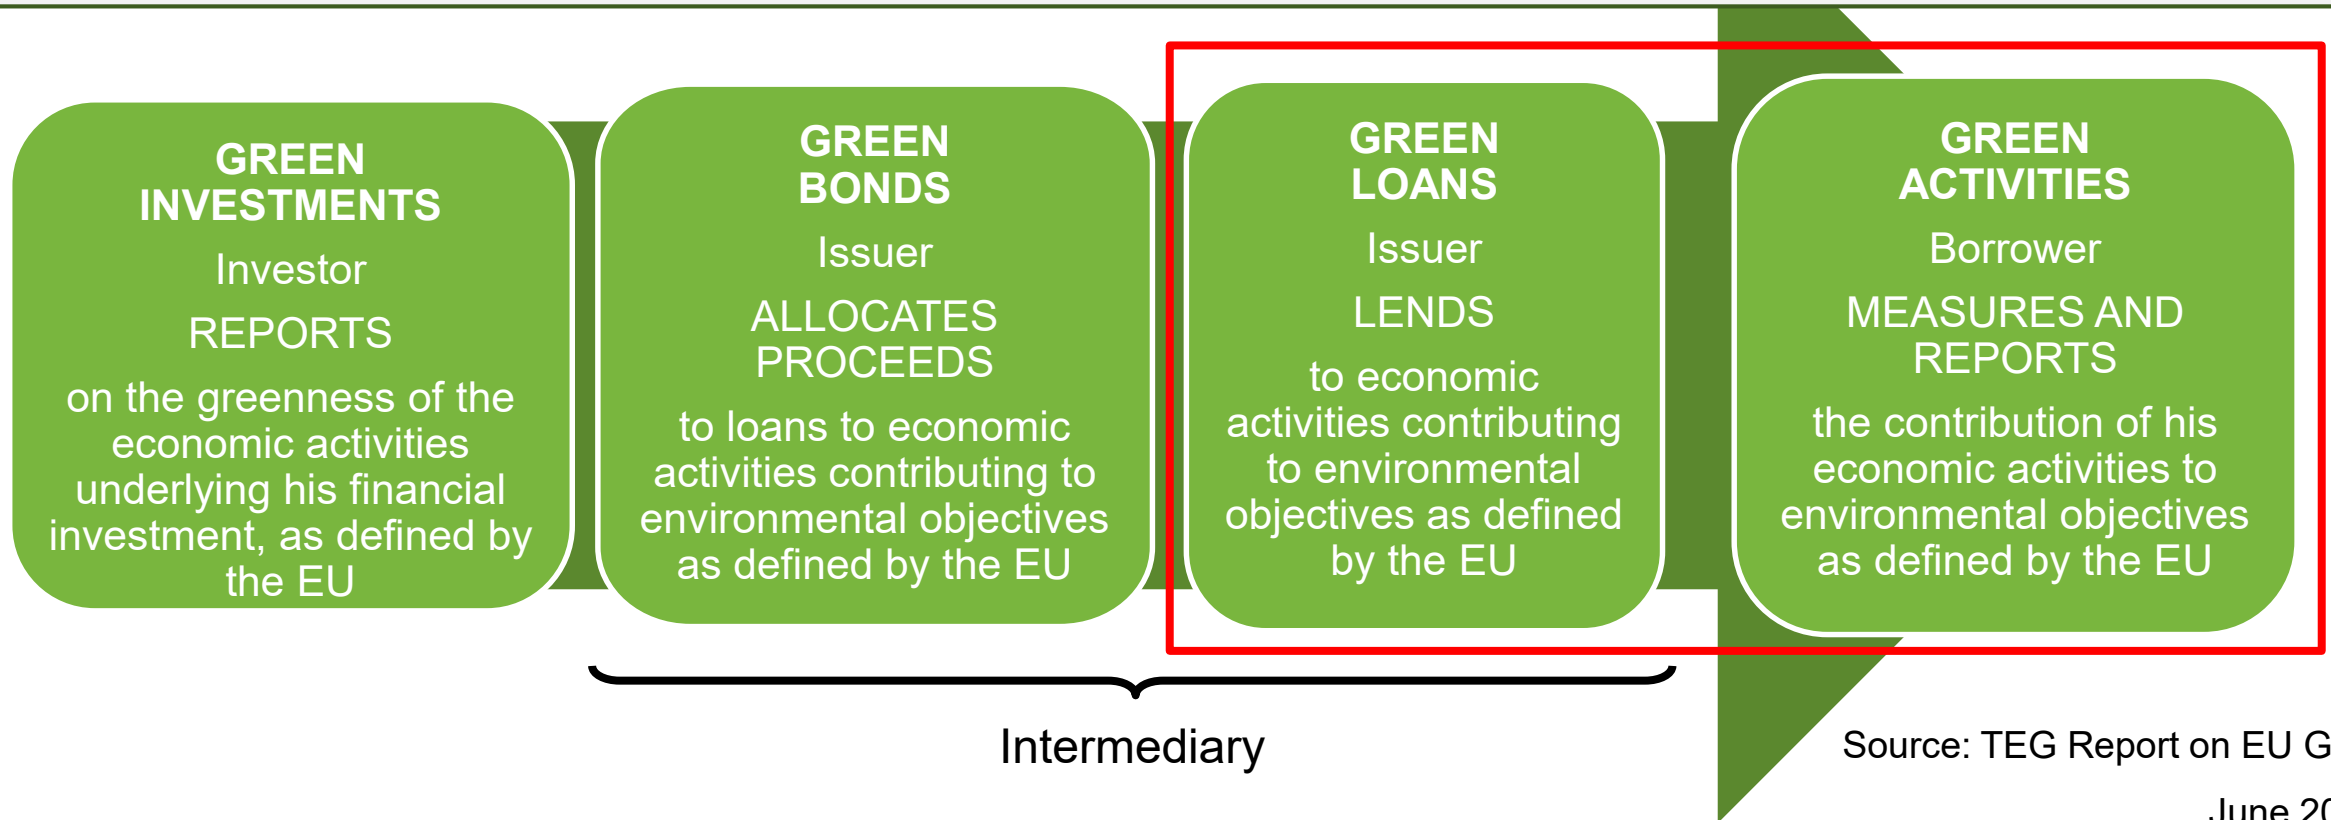 GREEN
INVESTMENTS
Investor
REPORTS
on the greenness of the
economic activities
underlying his financial
investment, as defined by
the EU
GREEN
BONDS
Issuer
ALLOCATES
PROCEEDS
to loans to economic
activities contributing to
environmental objectives
as defined by the EU
GREEN
LOANS
Issuer
LENDS
to economic
activities contributing
to environmental
objectives as defined
by the EU
GREEN
ACTIVITIES
Borrower
MEASURES AND
REPORTS
the contribution of his
economic activities to
environmental objectives
as defined by the EU
Intermediary
Source: TEG Report on EU G
June 20